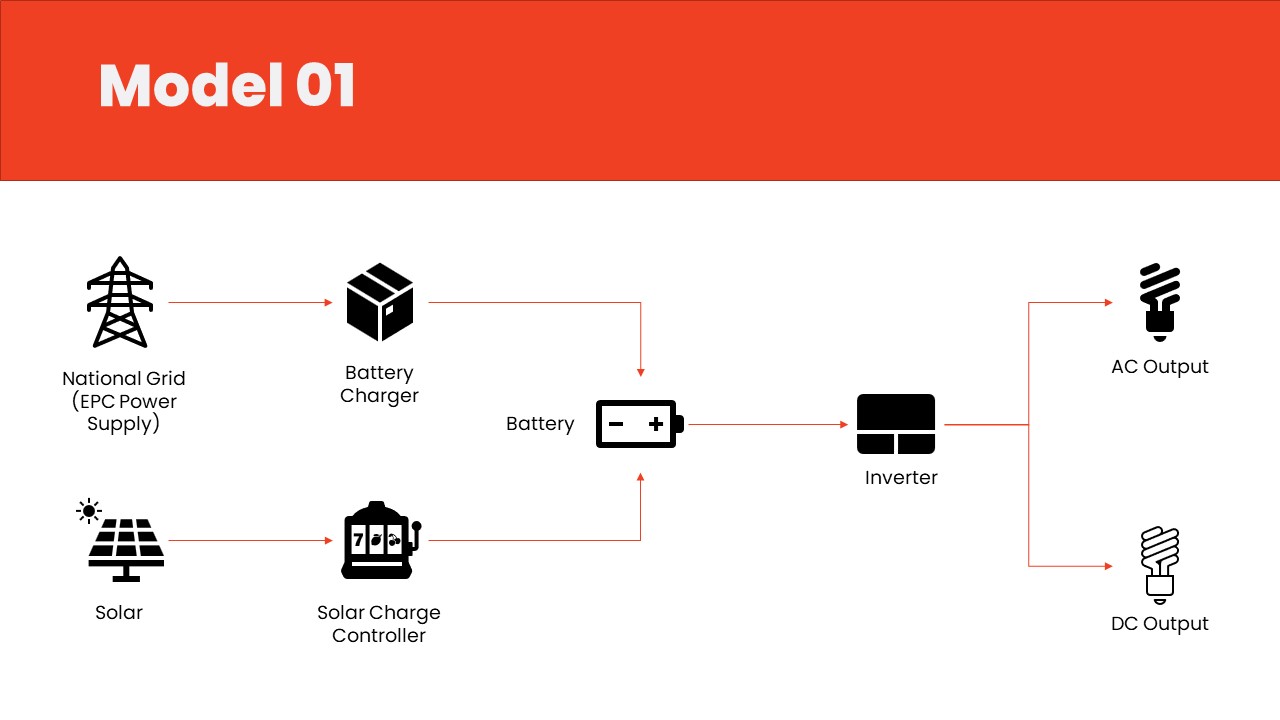 Model 01
National Grid
(EPC Power
Supply)
Battery
Charger
Battery
Inverter
AC Output
Solar
7
Solar Charge
Controller
DC Output